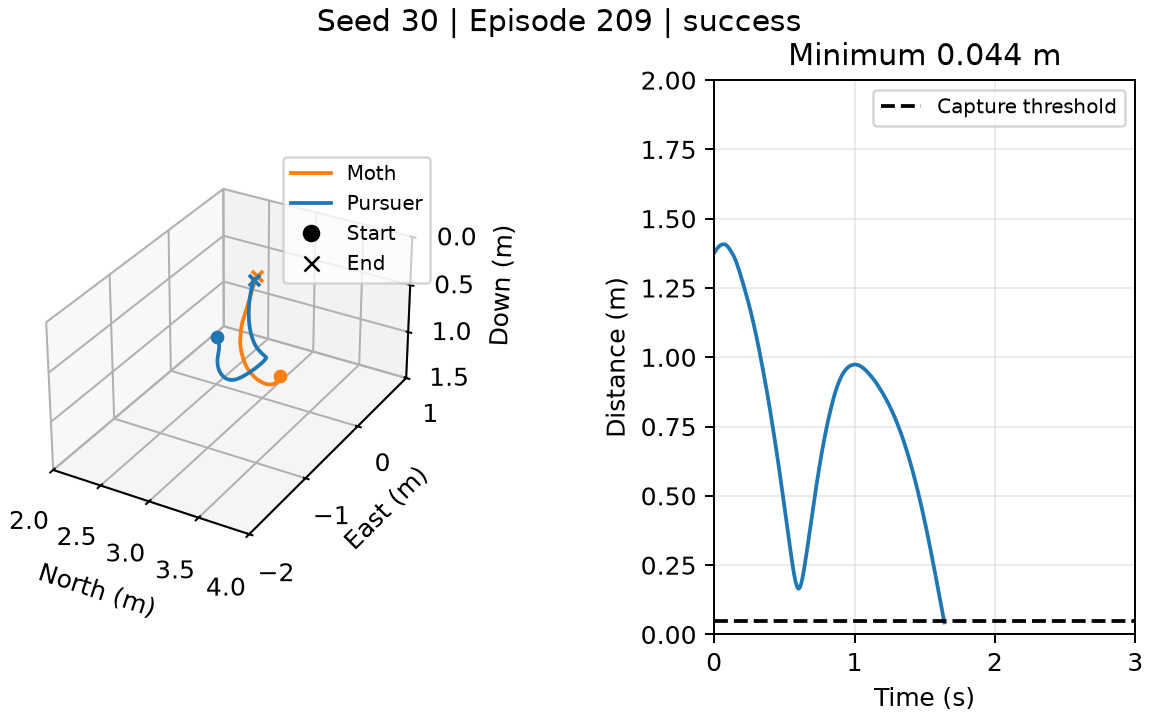 Seed 30 | Episode 209 | success
Moth
Pursuer
Start
End
0.0
0.5
1.0
1.5
Down (m)
1
0
−1
−2
East (m)
2.0
2.5
3.0
3.5
4.0
North (m)
Minimum 0.044 m
Capture threshold
2.00
1.75
1.50
1.25
1.00
0.75
0.50
0.25
0.00
Distance (m)
0
1
2
3
Time (s)